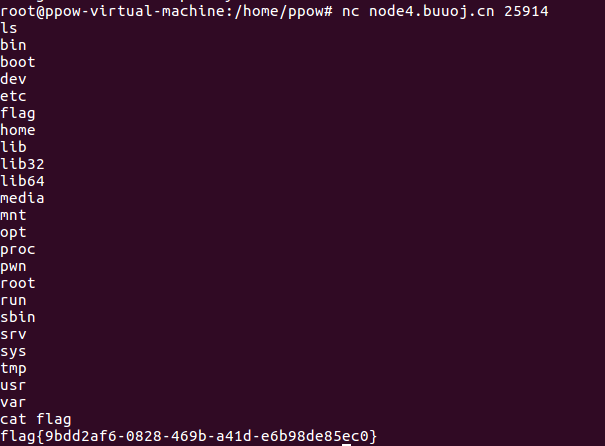 root@ppow-virtual-machine:/home/ppow# nc node4.buuoj.cn 25914
ls
bin
boot
dev
etc
flag
home
lib
lib32
lib64
media
mnt
opt
proc
pwn
root
run
sbin
srv
sys
tmp
usr
var
cat flag
flag{9bdd2af6-0828-469b-a41d-e6b98de85ec0}